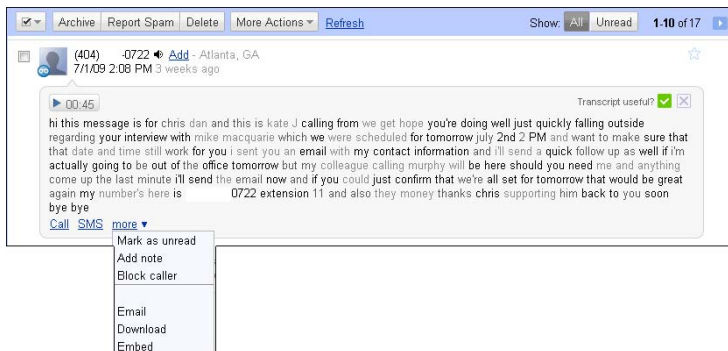 Archive Report Spam Delete More Actions Refresh Show: All Unread 1-10 of 17
(404) -0722 Add - Atlanta, GA
7/1/09 2:08 PM 3 weeks ago
00:45 Transcript useful?
hi this message is for chris dan and this is kate J calling from we get hope you're doing well just quickly falling outside
regarding your interview with mike macquarie which we were scheduled for tomorrow july 2nd 2 PM and want to make sure that
that date and time still work for you i sent you an email with my contact information and i'll send a quick follow up as well if i'm
actually going to be out of the office tomorrow but my colleague calling murphy will be here should you need me and anything
come up the last minute i'll send the email now and if you could just confirm that we're all set for tomorrow that would be great
again my number's here is 0722 extension 11 and also they money thanks chris supporting him back to you soon
bye bye
Call SMS more
Mark as unread
Add note
Block caller
Email
Download
Embed